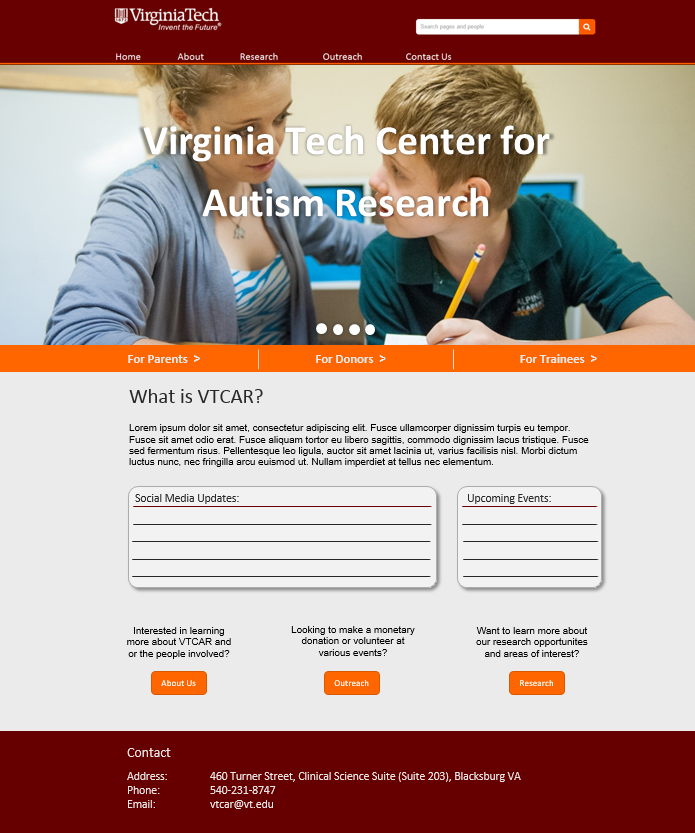 VirginiaTech
Invent the Future®
Search pages and people
Home About Research Outreach Contact Us
Virginia Tech Center for
Autism Research
ALPINE
ACADEMY
For Parents > For Donors > For Trainees >
What is VTCAR?
Lorem ipsum dolor sit amet, consectetur adipiscing elit. Fusce ullamcorper dignissim turpis eu tempor.
Fusce sit amet odio erat. Fusce aliquam tortor eu libero sagittis, commodo dignissim lacus tristique. Fusce
sed fermentum risus. Pellentesque leo ligula, auctor sit amet lacinia ut, varius facilisis nisl. Morbi dictum
luctus nunc, nec fringilla arcu euismod ut. Nullam imperdiet at tellus nec elementum.
Social Media Updates: Upcoming Events:
Interested in learning
more about VTCAR and
or the people involved?
About Us
Looking to make a monetary
donation or volunteer at
various events?
Outreach
Want to learn more about
our research opportunites
and areas of interest?
Research
Contact
Address: 460 Turner Street, Clinical Science Suite (Suite 203), Blacksburg VA
Phone: 540-231-8747
Email: vtcar@vt.edu